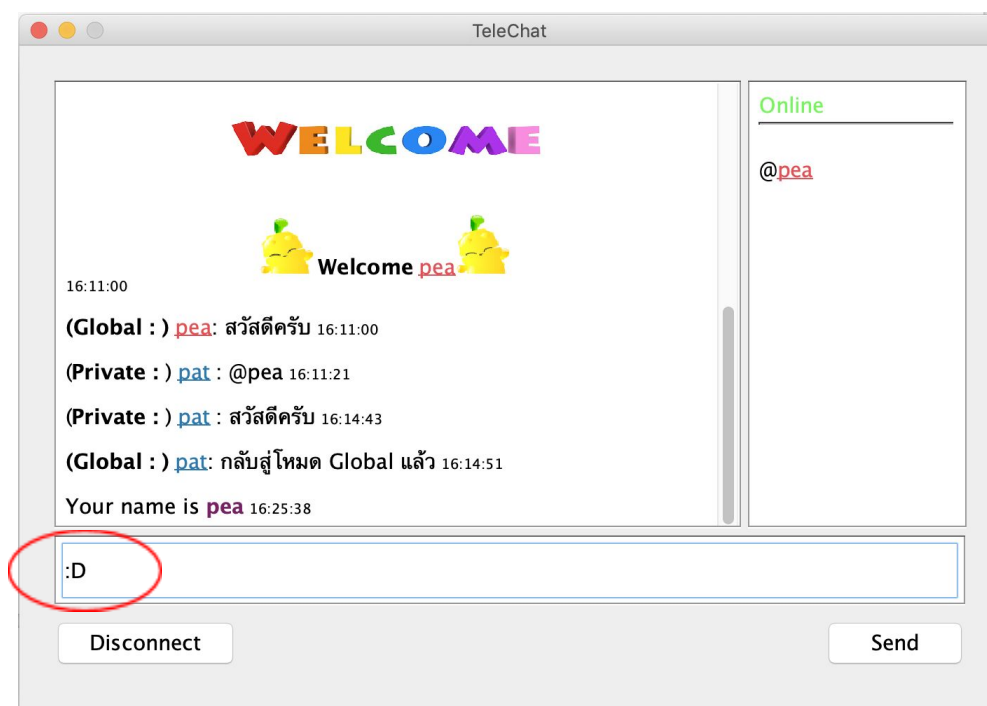 TeleChat
WELCOME
Welcome pea
16:11:00
(Global : ) pea: สวัสดีครับ 16:11:00
(Private : ) pat : @pea 16:11:21
(Private : ) pat : สวัสดีครับ 16:14:43
(Global : ) pat: กลับสู่โหมด Global แล้ว 16:14:51
Your name is pea 16:25:38
Online
@pea
:D
Disconnect
Send